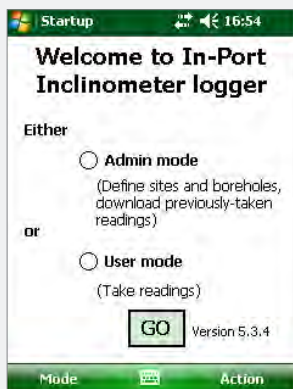 Startup 16:54
Welcome to In-Port
Inclinometer logger
Either
Admin mode
(Define sites and boreholes,
download previously-taken
readings)
or
User mode
(Take readings)
GO Version 5.3.4
Mode Action